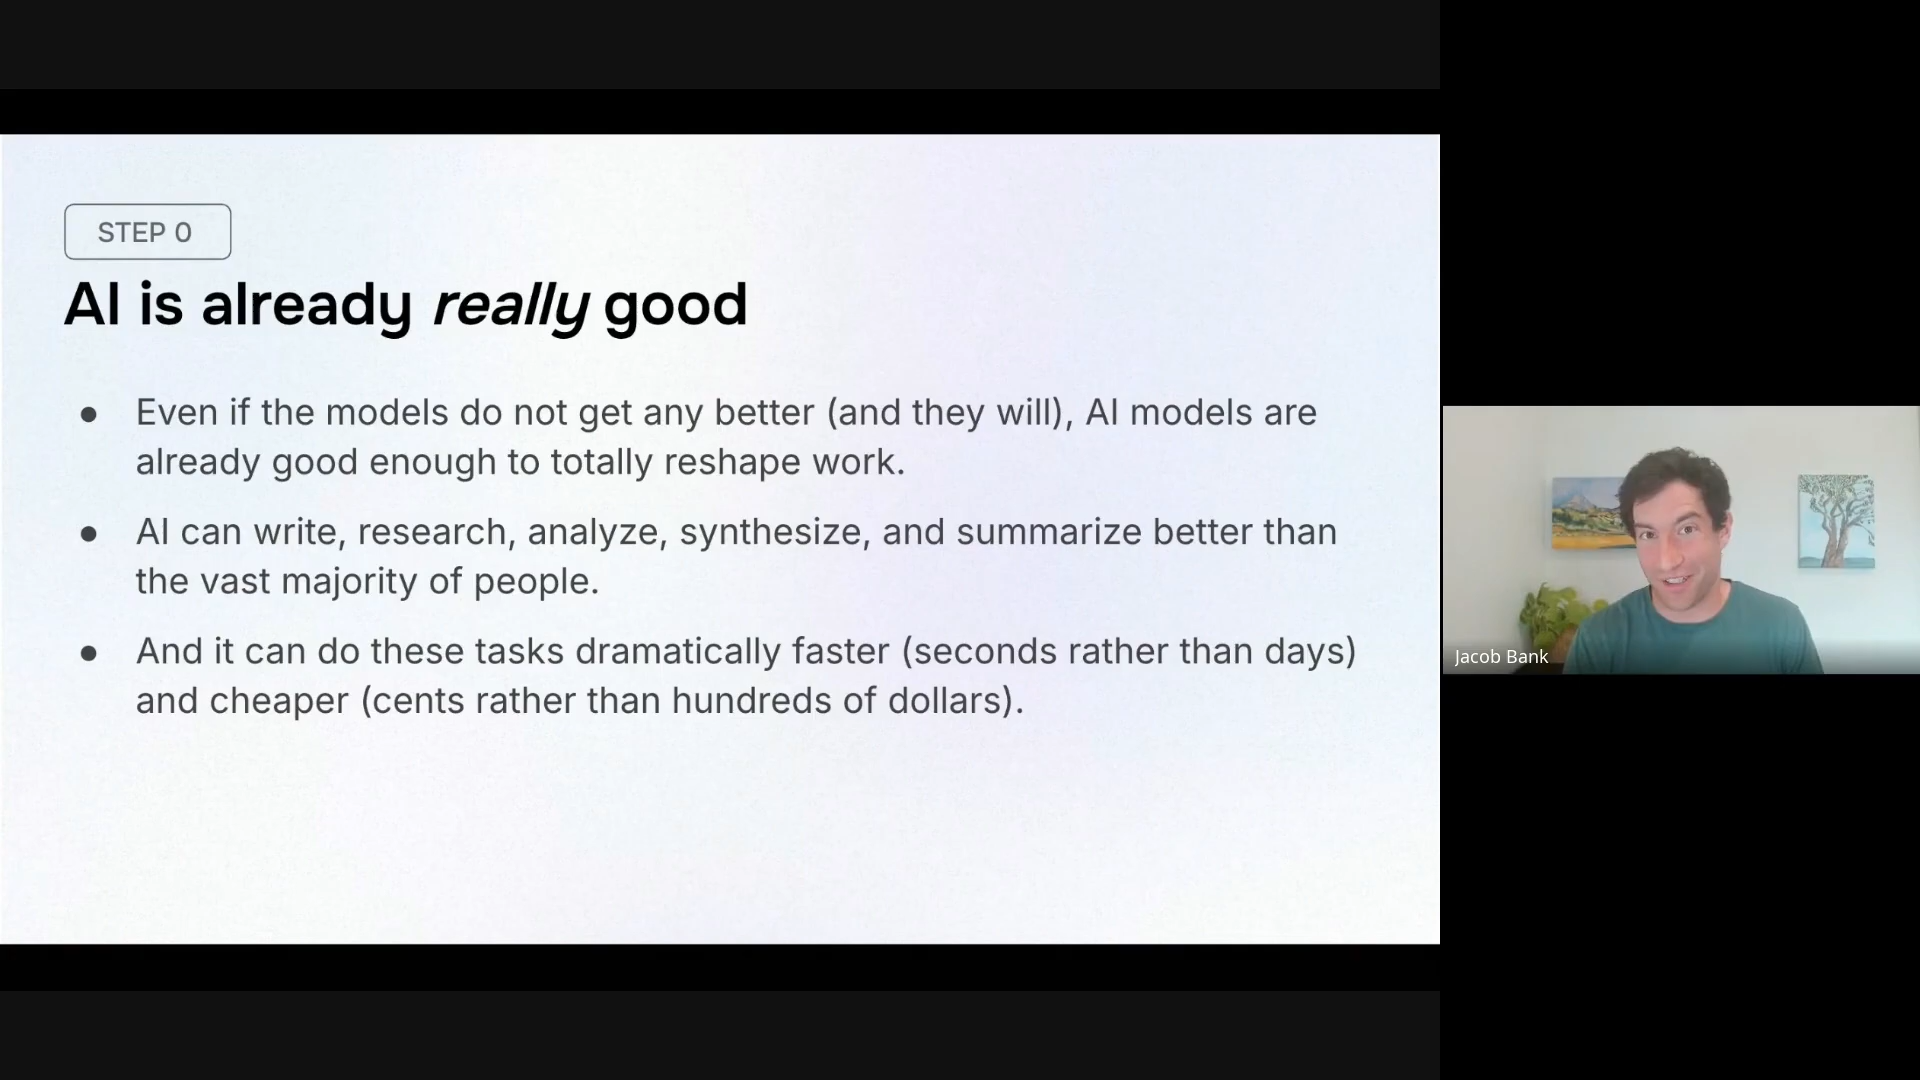 STEP 0
AI is already really good
● Even if the models do not get any better (and they will), AI models are
already good enough to totally reshape work.
● AI can write, research, analyze, synthesize, and summarize better than
the vast majority of people.
● And it can do these tasks dramatically faster (seconds rather than days)
and cheaper (cents rather than hundreds of dollars).
Jacob Bank